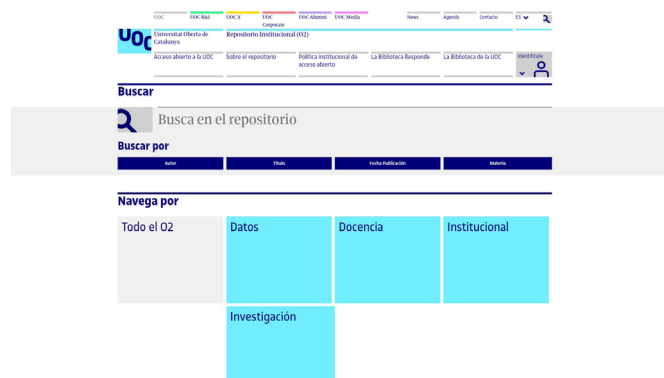 UOC UOC R&I UOC X UOC Corporate UOC Alumni UOC Media News Agenda Contacto ES
UOC
Universitat Oberta de Catalunya
Repositorio Institucional (O2)
Acceso abierto a la UOC
Sobre el repositorio
Política institucional de acceso abierto
La Biblioteca Responde
La Biblioteca de la UOC
Identifícate
Buscar
Busca en el repositorio
Buscar por
Autor Título Fecha Publicación Materia
Navega por
Todo el O2 Datos Docencia Institucional
Investigación